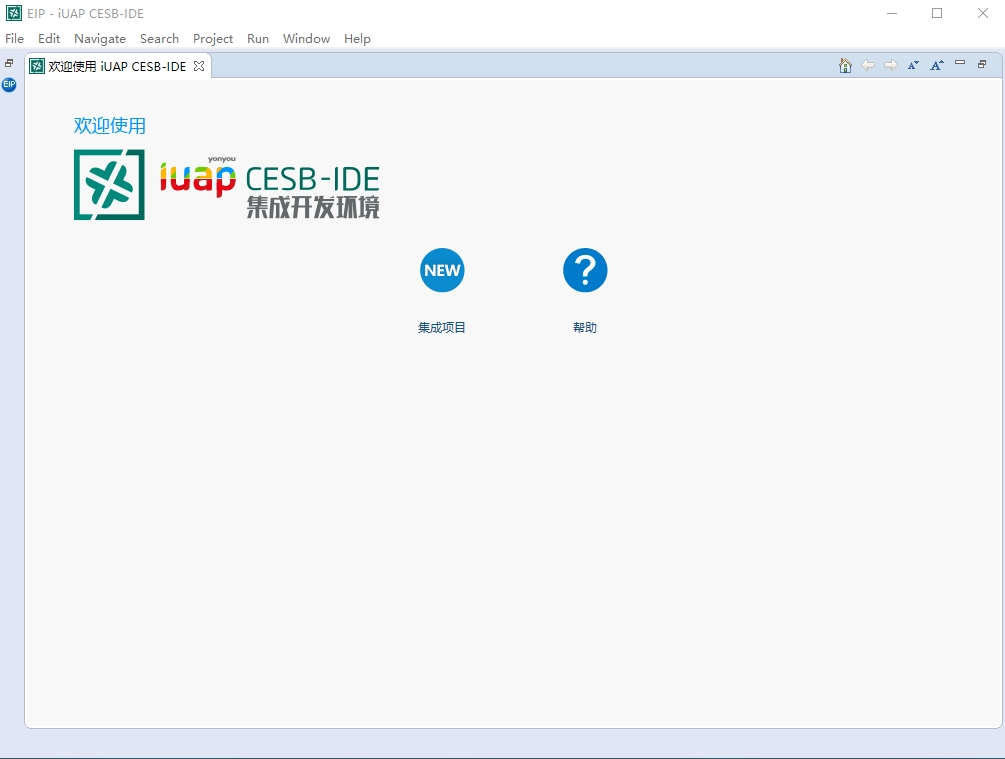 EIP - iUAP CESB-IDE
File Edit Navigate Search Project Run Window Help
欢迎使用 iUAP CESB-IDE
EIP
欢迎使用
yonyou
iuap CESB-IDE
集成开发环境
NEW
集成项目
帮助